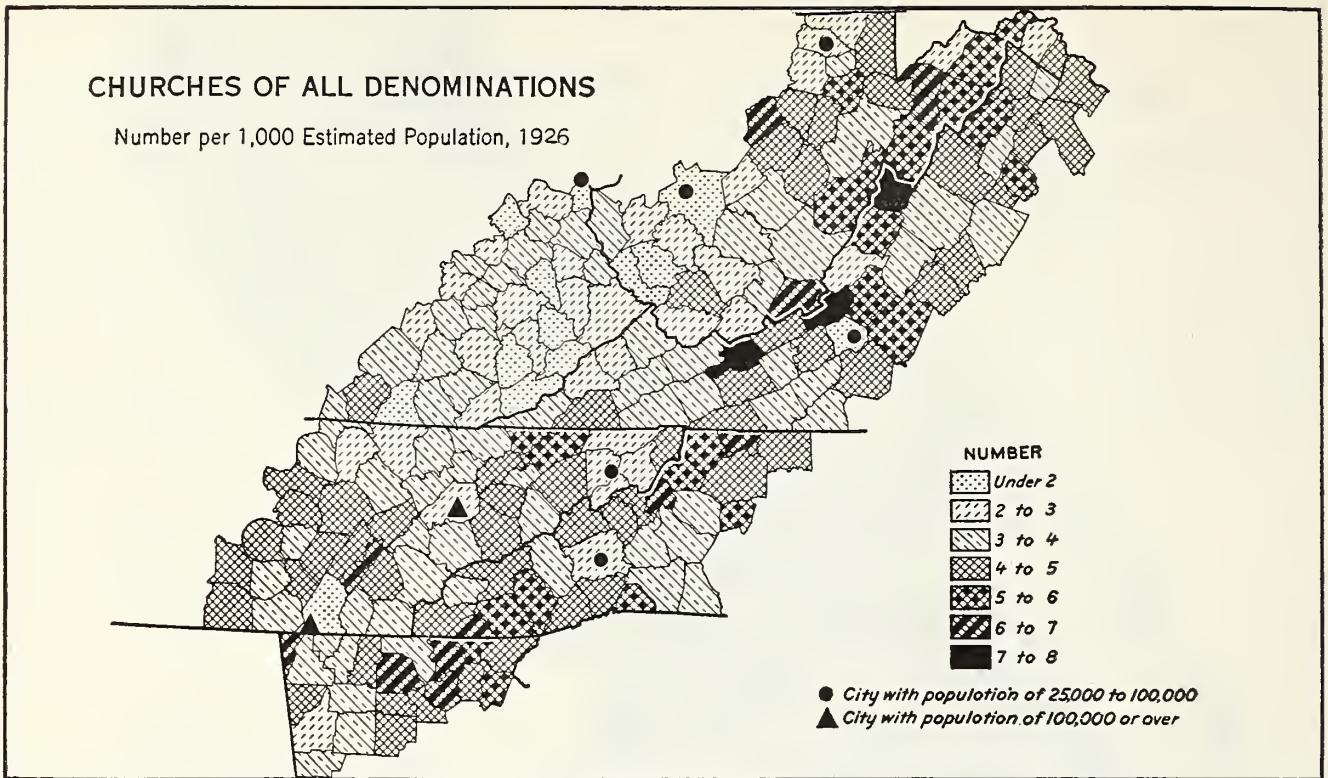 CHURCHES OF ALL DENOMINATIONS
Number per 1,000 Estimated Population, 1926
NUMBER
Under 2
2 to 3
3 to 4
4 to 5
5 to 6
6 to 7
7 to 8
City with population of 25,000 to 100,000
City with population of 100,000 or over